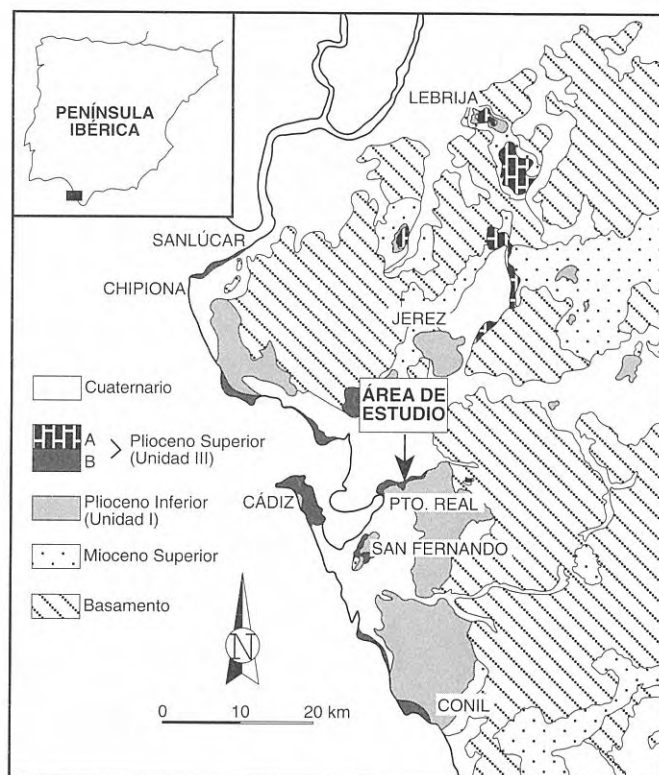 PENÍNSULA
IBÉRICA
LEBRIJA
SANLÚCAR
CHIPIONA
JEREZ
ÁREA DE
ESTUDIO
CÁDIZ
PTO. REAL
SAN FERNANDO
CONIL
Cuaternario
A
B
> Plioceno Superior
(Unidad III)
Plioceno Inferior
(Unidad I)
Mioceno Superior
Basamento
N
0 10 20 km